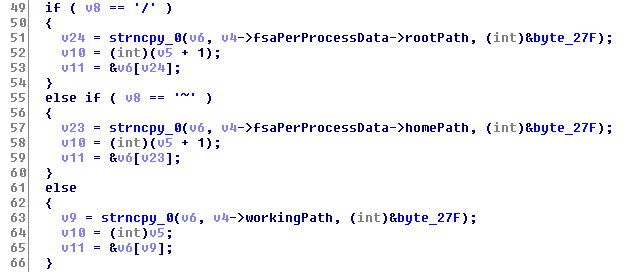 49 if ( v8 == '/' )
50 {
51 v24 = strncpy_0(v6, v4->fsaPerProcessData->rootPath, (int)&byte_27F);
52 v10 = (int)(v5 + 1);
53 v11 = &v6[v24];
54 }
55 else if ( v8 == '~' )
56 {
57 v23 = strncpy_0(v6, v4->fsaPerProcessData->homePath, (int)&byte_27F);
58 v10 = (int)(v5 + 1);
59 v11 = &v6[v23];
60 }
61 else
62 {
63 v9 = strncpy_0(v6, v4->workingPath, (int)&byte_27F);
64 v10 = (int)v5;
65 v11 = &v6[v9];
66 }